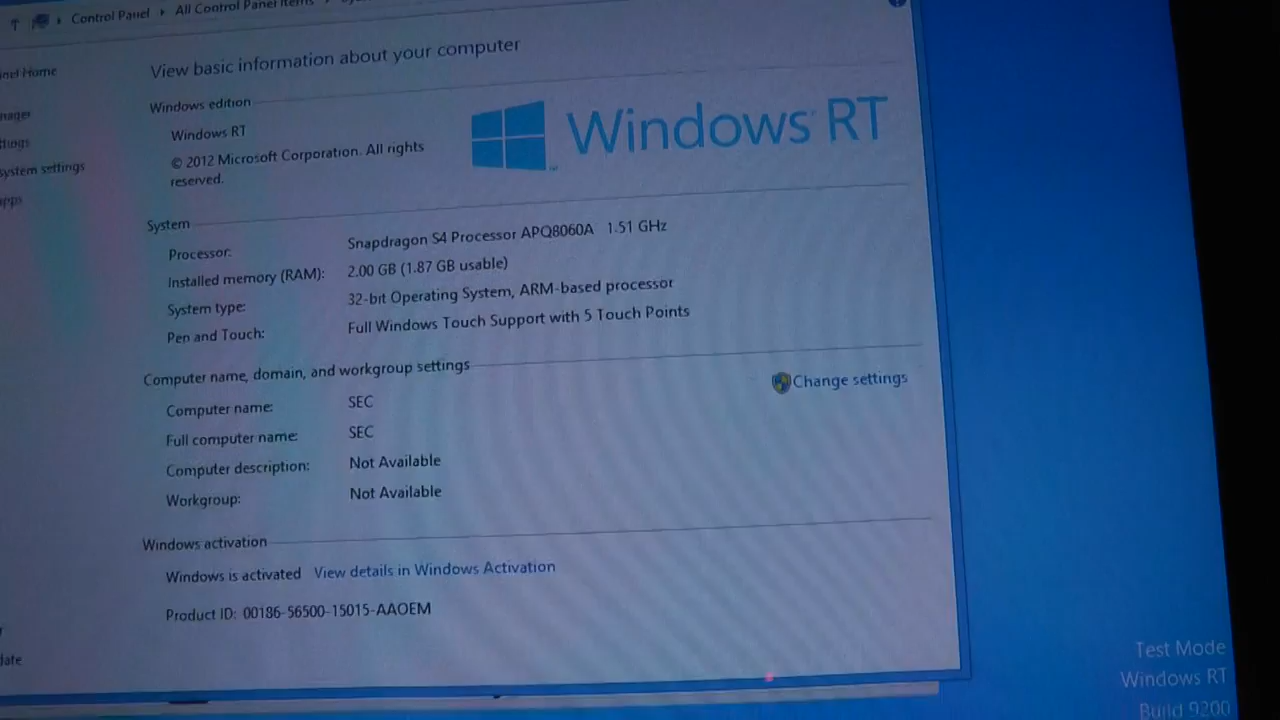 Control Panel ▸ All Control Panel Items ▸
Home
View basic information about your computer
Windows edition
Windows RT
© 2012 Microsoft Corporation. All rights
reserved.
Windows RT
system settings
System
Processor: Snapdragon S4 Processor APQ8060A 1.51 GHz
Installed memory (RAM): 2.00 GB (1.87 GB usable)
System type: 32-bit Operating System, ARM-based processor
Pen and Touch: Full Windows Touch Support with 5 Touch Points
Computer name, domain, and workgroup settings
Computer name: SEC
Change settings
Full computer name: SEC
Computer description: Not Available
Workgroup: Not Available
Windows activation
Windows is activated View details in Windows Activation
Product ID: 00186-56500-15015-AAOEM
Test Mode
Windows RT
Build 9200